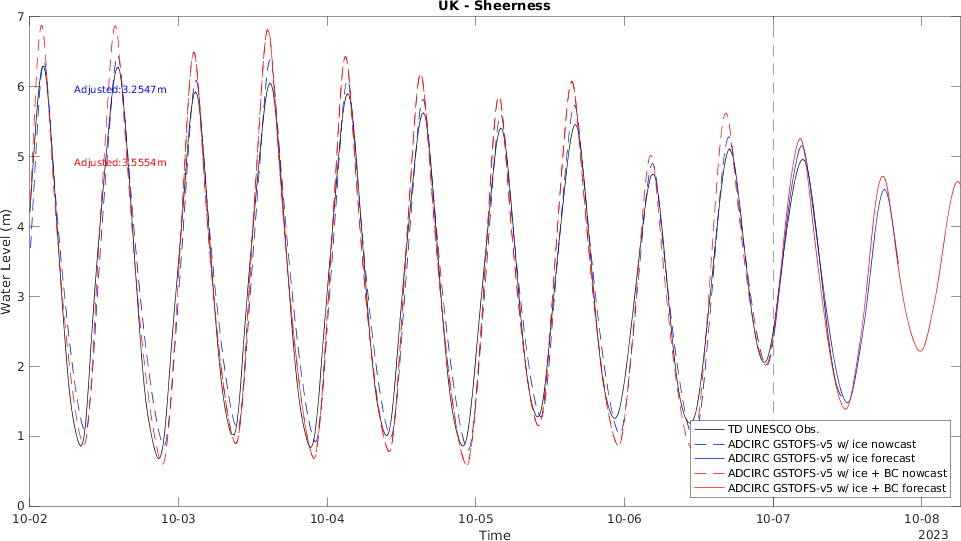 UK - Sheerness
7
6
5
4
3
2
1
0
Water Level (m)
Adjusted:3.2547m
Adjusted:3.5554m
TD UNESCO Obs.
ADCIRC GSTOFS-v5 w/ ice nowcast
ADCIRC GSTOFS-v5 w/ ice forecast
ADCIRC GSTOFS-v5 w/ ice + BC nowcast
ADCIRC GSTOFS-v5 w/ ice + BC forecast
10-02 10-03 10-04 10-05 10-06 10-07 10-08
Time
2023